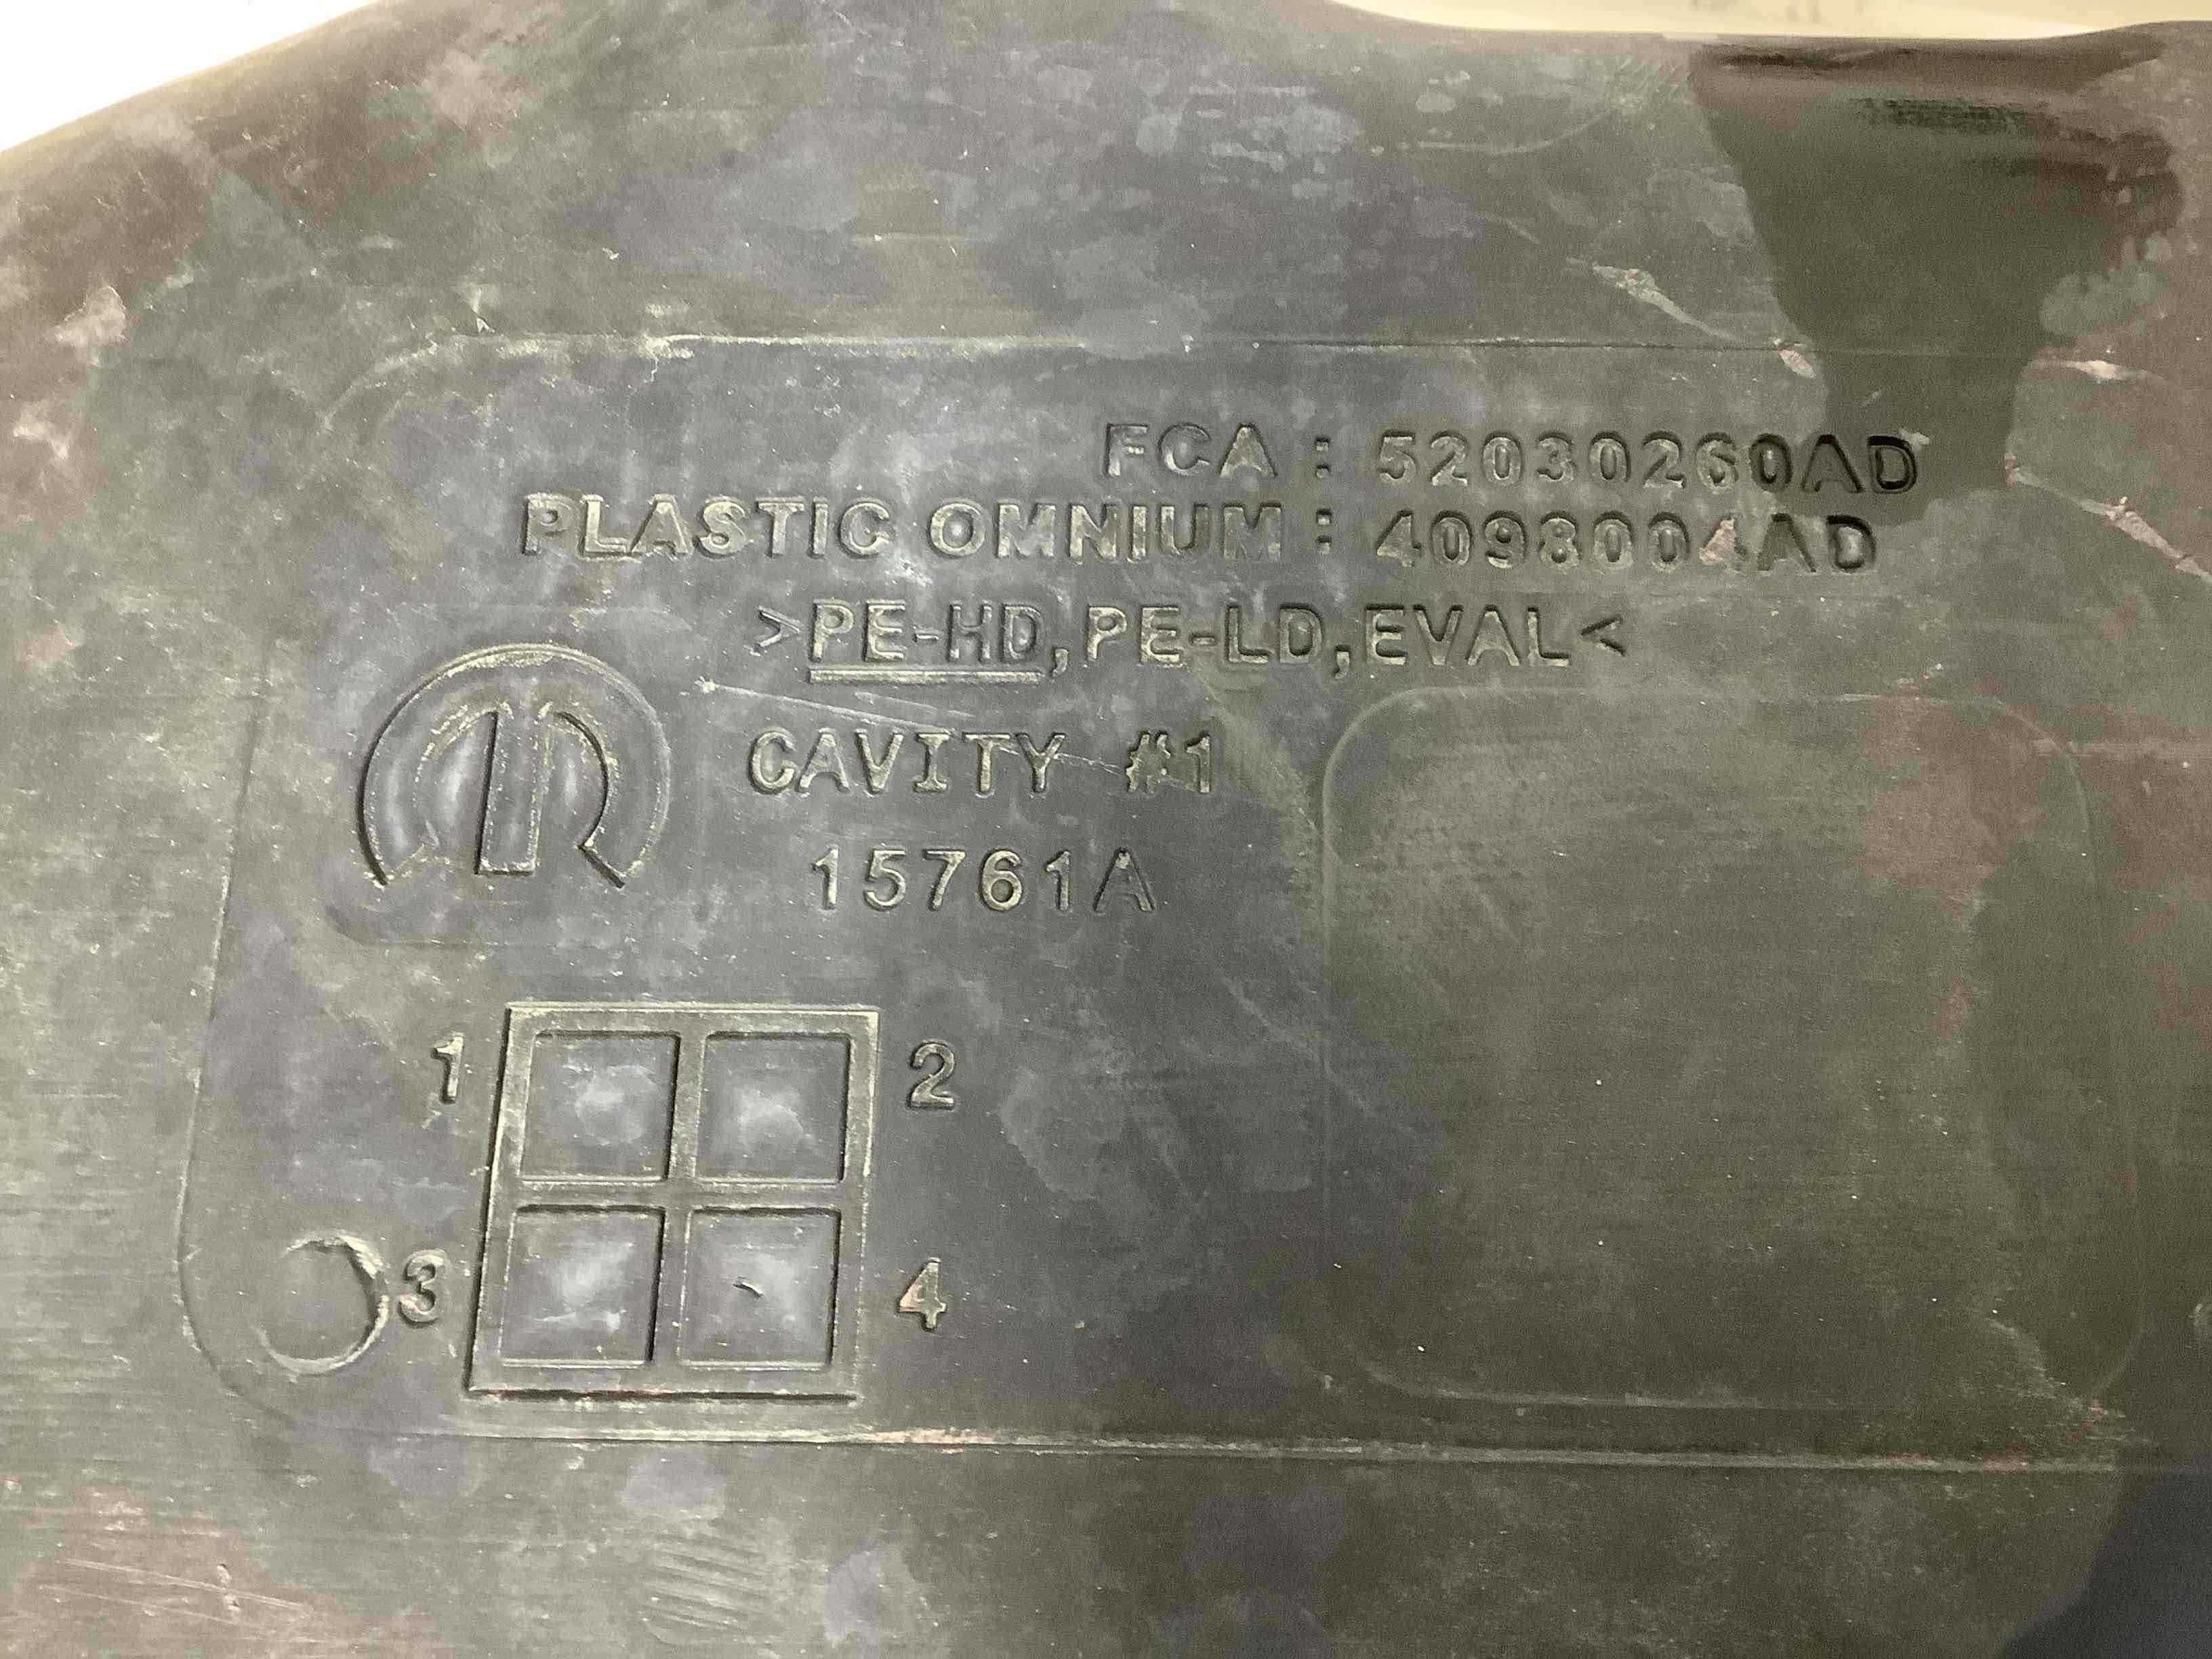 FCA : 52030260AD
PLASTIC OMNIUM : 4098004AD
>PE-HD,PE-LD,EVAL<
CAVITY #1
15761A
1 2
3 4